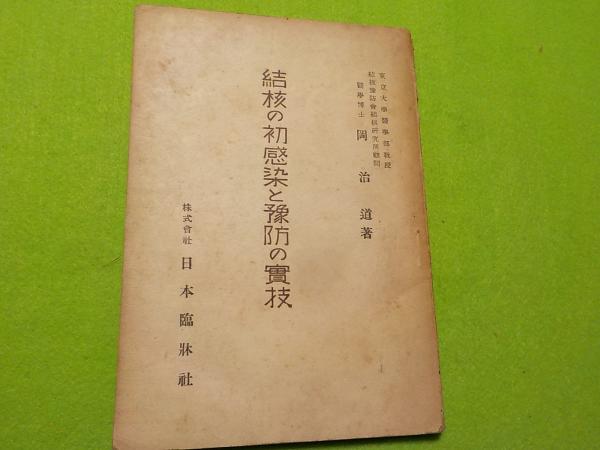 東京大學醫學部教授
結核豫防會結核研究所顧問
醫學博士 岡治道著
結核の初感染と豫防の實技
株式會社 日本臨牀社